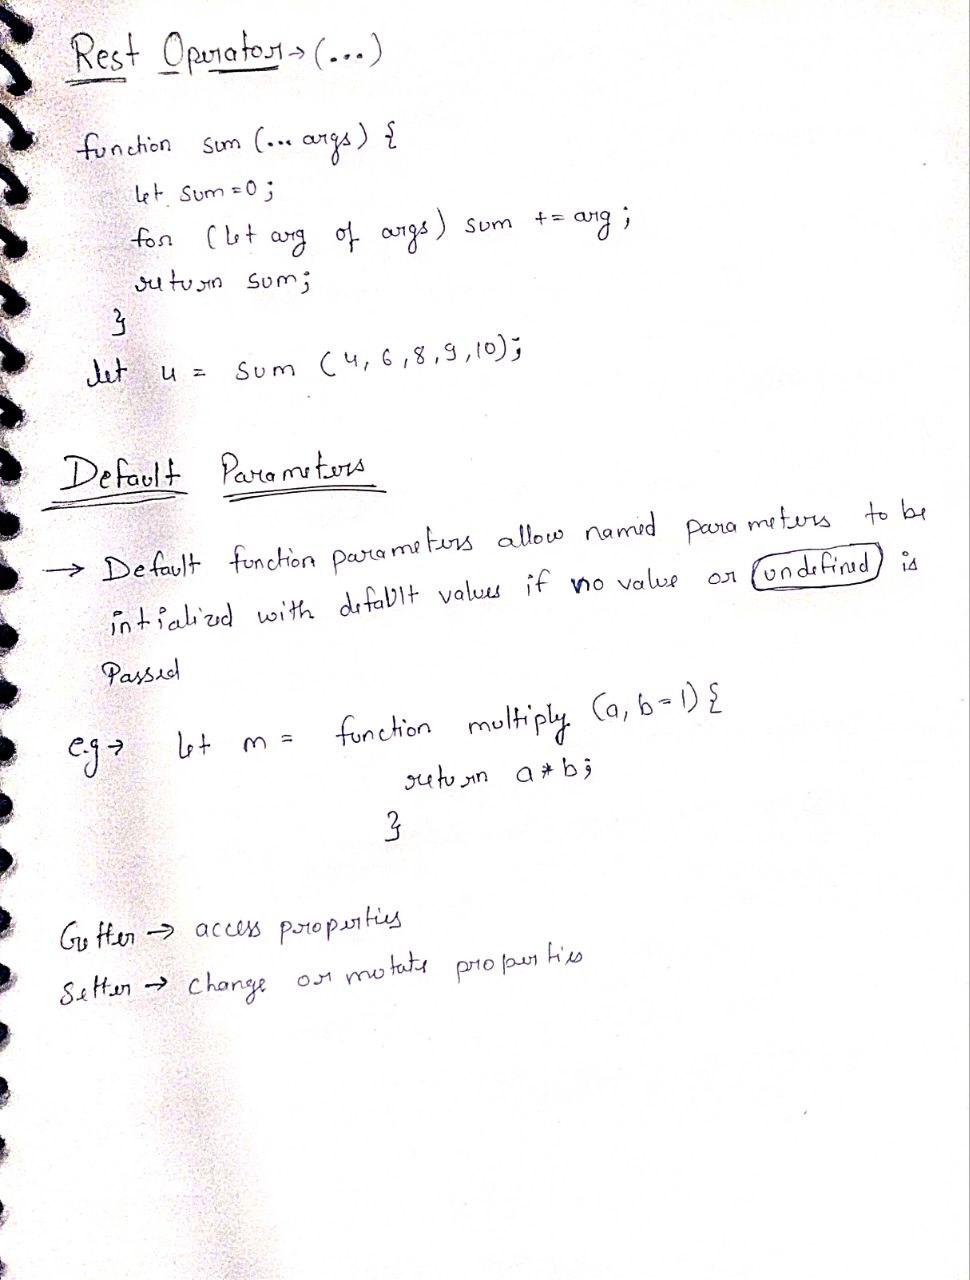 Rest Operator → (...)
function sum (... args) {
let sum = 0;
for (let arg of args) sum += arg;
return sum;
}
let u = sum (4, 6, 8, 9, 10);
Default Parameters
→ Default function parameters allow named parameters to be
intialized with default values if no value or undefined is
Passed
e.g → let m = function multiply (a, b = 1) {
return a * b;
}
Getter → access properties
Setter → change or mutate properties